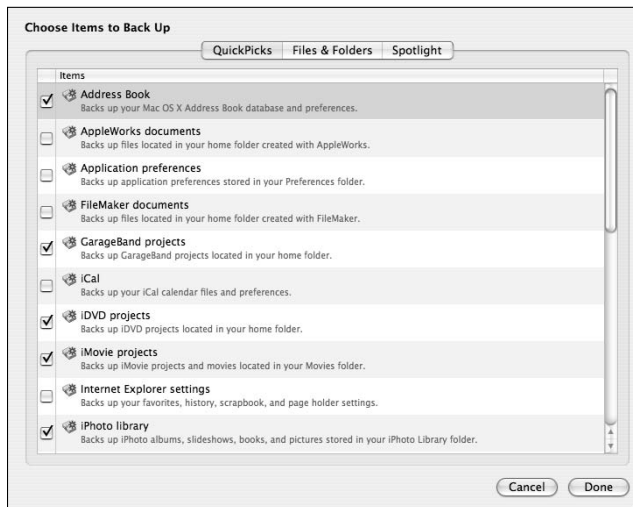 Choose Items to Back Up
QuickPicks Files & Folders Spotlight
Items
Address Book
Backs up your Mac OS X Address Book database and preferences.
AppleWorks documents
Backs up files located in your home folder created with AppleWorks.
Application preferences
Backs up application preferences stored in your Preferences folder.
FileMaker documents
Backs up files located in your home folder created with FileMaker.
GarageBand projects
Backs up GarageBand projects located in your home folder.
iCal
Backs up your iCal calendar files and preferences.
iDVD projects
Backs up iDVD projects located in your home folder.
iMovie projects
Backs up iMovie projects and movies located in your Movies folder.
Internet Explorer settings
Backs up your favorites, history, scrapbook, and page holder settings.
iPhoto library
Backs up iPhoto albums, slideshows, books, and pictures stored in your iPhoto Library folder.
Cancel Done